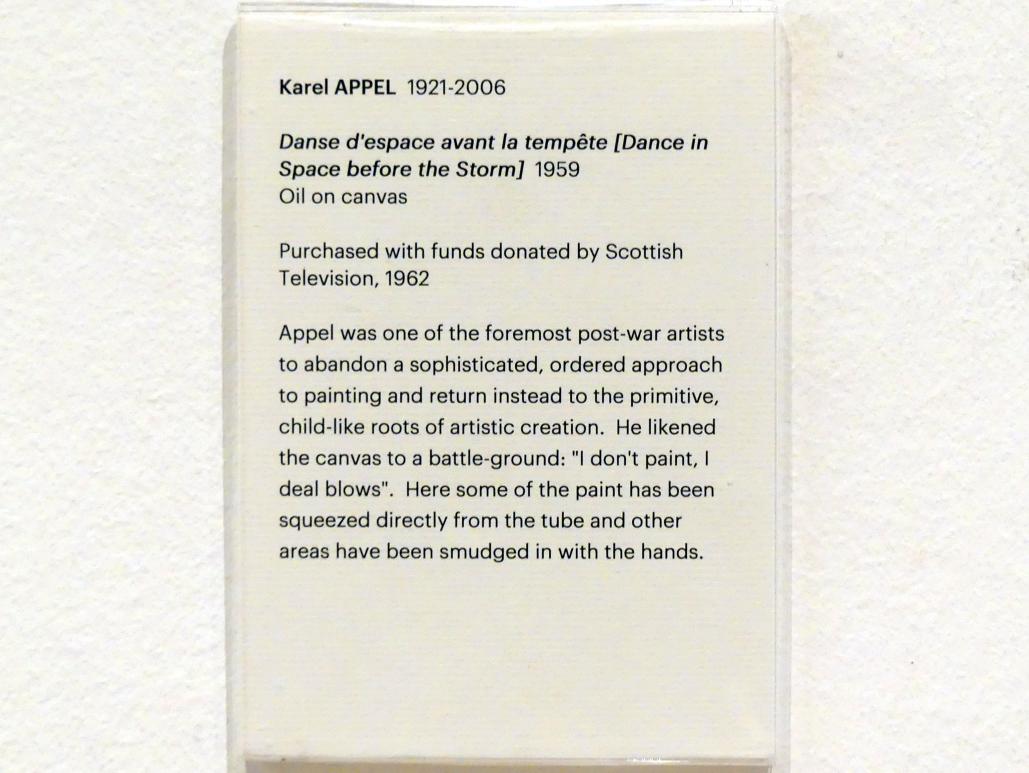 Karel APPEL 1921-2006
Danse d'espace avant la tempête [Dance in
Space before the Storm] 1959
Oil on canvas
Purchased with funds donated by Scottish
Television, 1962
Appel was one of the foremost post-war artists
to abandon a sophisticated, ordered approach
to painting and return instead to the primitive,
child-like roots of artistic creation. He likened
the canvas to a battle-ground: "I don't paint, I
deal blows". Here some of the paint has been
squeezed directly from the tube and other
areas have been smudged in with the hands.